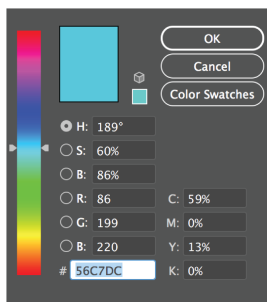 OK
Cancel
Color Swatches
H: 189°
S: 60%
B: 86%
R: 86 C: 59%
G: 199 M: 0%
B: 220 Y: 13%
# 56C7DC K: 0%